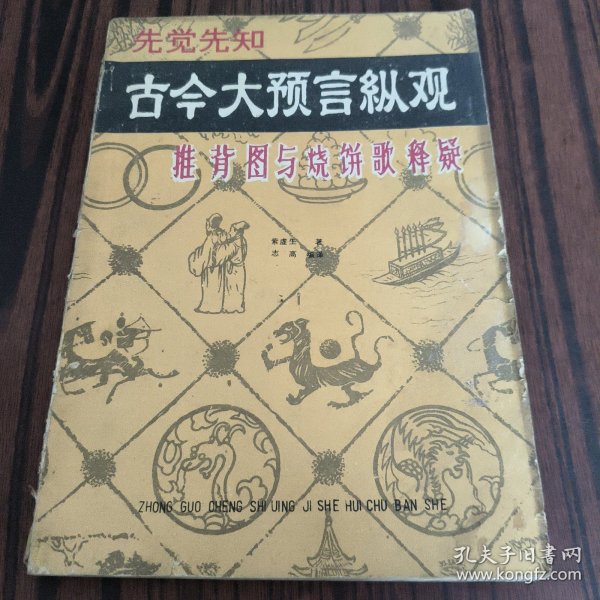 先觉先知
古今大预言纵观
推背图与烧饼歌释疑
紫虚生 著
志高 编译
ZHONG GUO CHENG SHI JING JI SHE HUI CHU BAN SHE
孔夫子旧书网
www.kongfz.com